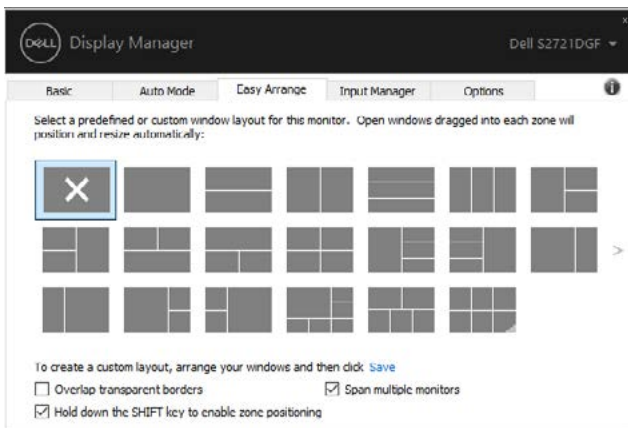 DELL Display Manager
Dell S2721DGF
Basic Auto Mode Easy Arrange Input Manager Options
Select a predefined or custom window layout for this monitor. Open windows dragged into each zone will
position and resize automatically:
To create a custom layout, arrange your windows and then click Save
Overlap transparent borders
Span multiple monitors
Hold down the SHIFT key to enable zone positioning